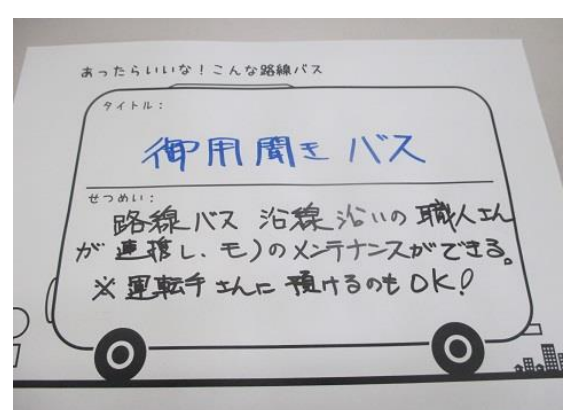 あったらいいな！こんな路線バス
タイトル：
御用聞きバス
せつめい：
路線バス 沿線沿いの職人さん
が連携し、モノのメンテナンスができる。
※運転手さんに預けるのもOK！